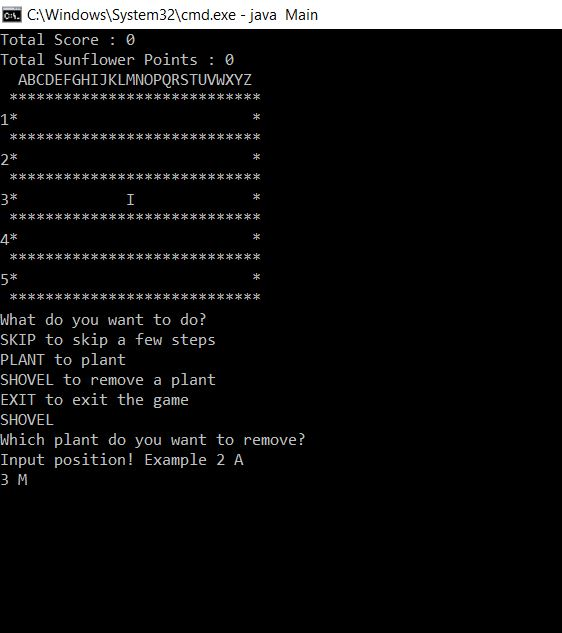 C:\Windows\System32\cmd.exe - java  Main
Total Score : 0
Total Sunflower Points : 0
  ABCDEFGHIJKLMNOPQRSTUVWXYZ
 ****************************
1*                          *
 ****************************
2*                          *
 ****************************
3*            I             *
 ****************************
4*                          *
 ****************************
5*                          *
 ****************************
What do you want to do?
SKIP to skip a few steps
PLANT to plant
SHOVEL to remove a plant
EXIT to exit the game
SHOVEL
Which plant do you want to remove?
Input position! Example 2 A
3 M